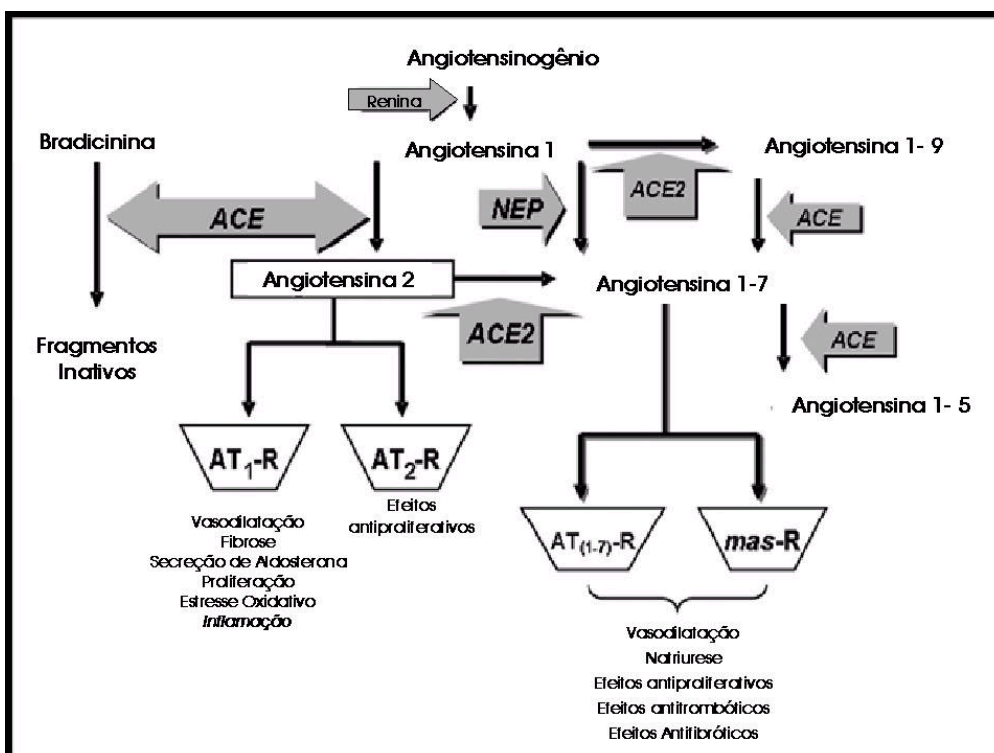 Angiotensinogênio
Renina
Bradicinina
Angiotensina 1
Angiotensina 1- 9
ACE
NEP
ACE2
ACE
Angiotensina 2
Angiotensina 1-7
ACE2
ACE
Fragmentos
Inativos
Angiotensina 1- 5
AT1-R
AT2-R
Vasodilatação
Fibrose
Secreção de Aldosterona
Proliferação
Estresse Oxidativo
Inflamação
Efeitos
antiproliferativos
AT(1-7)-R
mas-R
Vasodilatação
Natriurese
Efeitos antiproliferativos
Efeitos antitrombóticos
Efeitos Antifibróticos